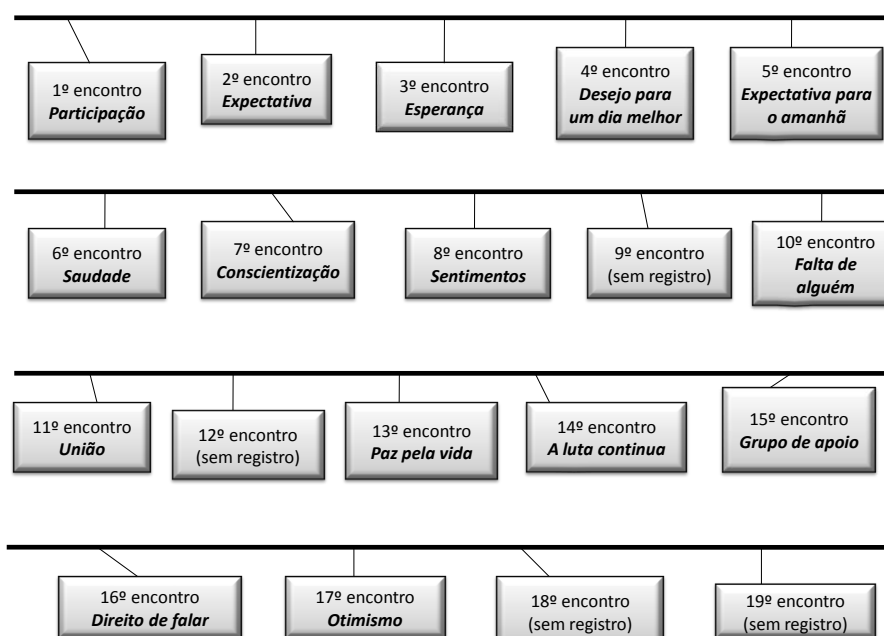 1º encontro
Participação
2º encontro
Expectativa
3º encontro
Esperança
4º encontro
Desejo para
um dia melhor
5º encontro
Expectativa para
o amanhã
6º encontro
Saudade
7º encontro
Conscientização
8º encontro
Sentimentos
9º encontro
(sem registro)
10º encontro
Falta de
alguém
11º encontro
União
12º encontro
(sem registro)
13º encontro
Paz pela vida
14º encontro
A luta continua
15º encontro
Grupo de apoio
16º encontro
Direito de falar
17º encontro
Otimismo
18º encontro
(sem registro)
19º encontro
(sem registro)